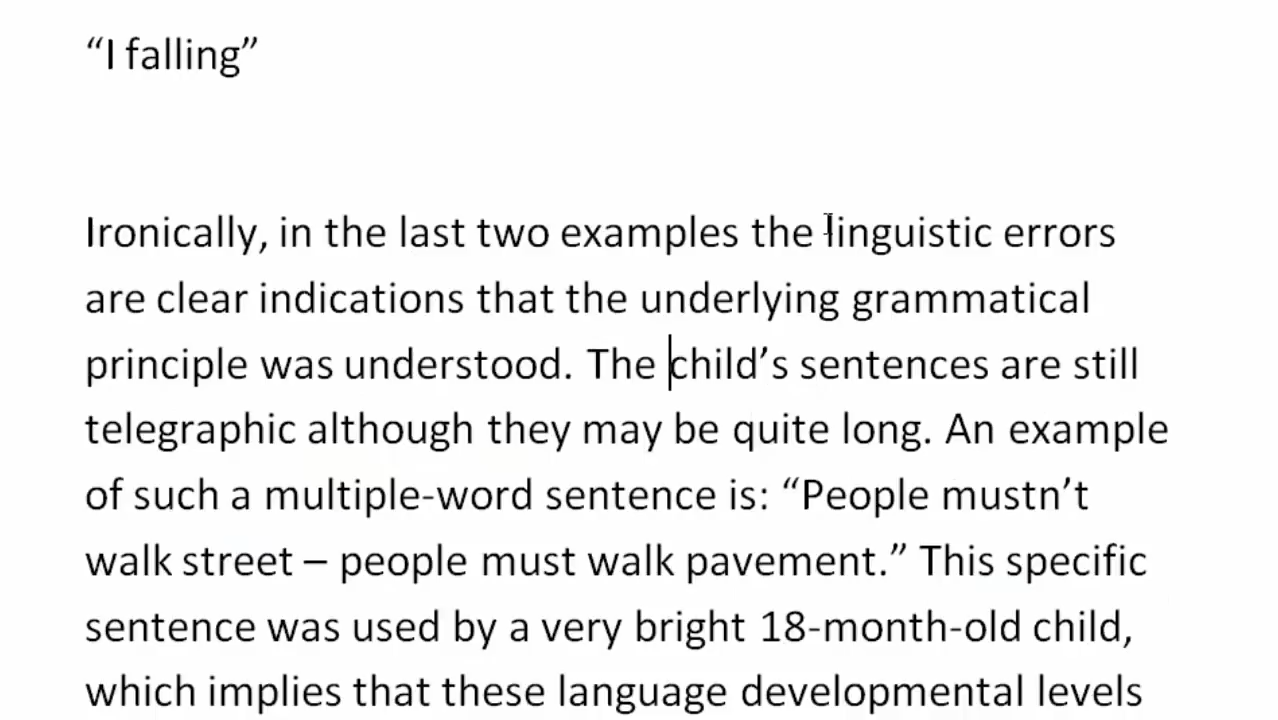 “I falling”
Ironically, in the last two examples the linguistic errors
are clear indications that the underlying grammatical
principle was understood. The child’s sentences are still
telegraphic although they may be quite long. An example
of such a multiple-word sentence is: “People mustn’t
walk street – people must walk pavement.” This specific
sentence was used by a very bright 18-month-old child,
which implies that these language developmental levels